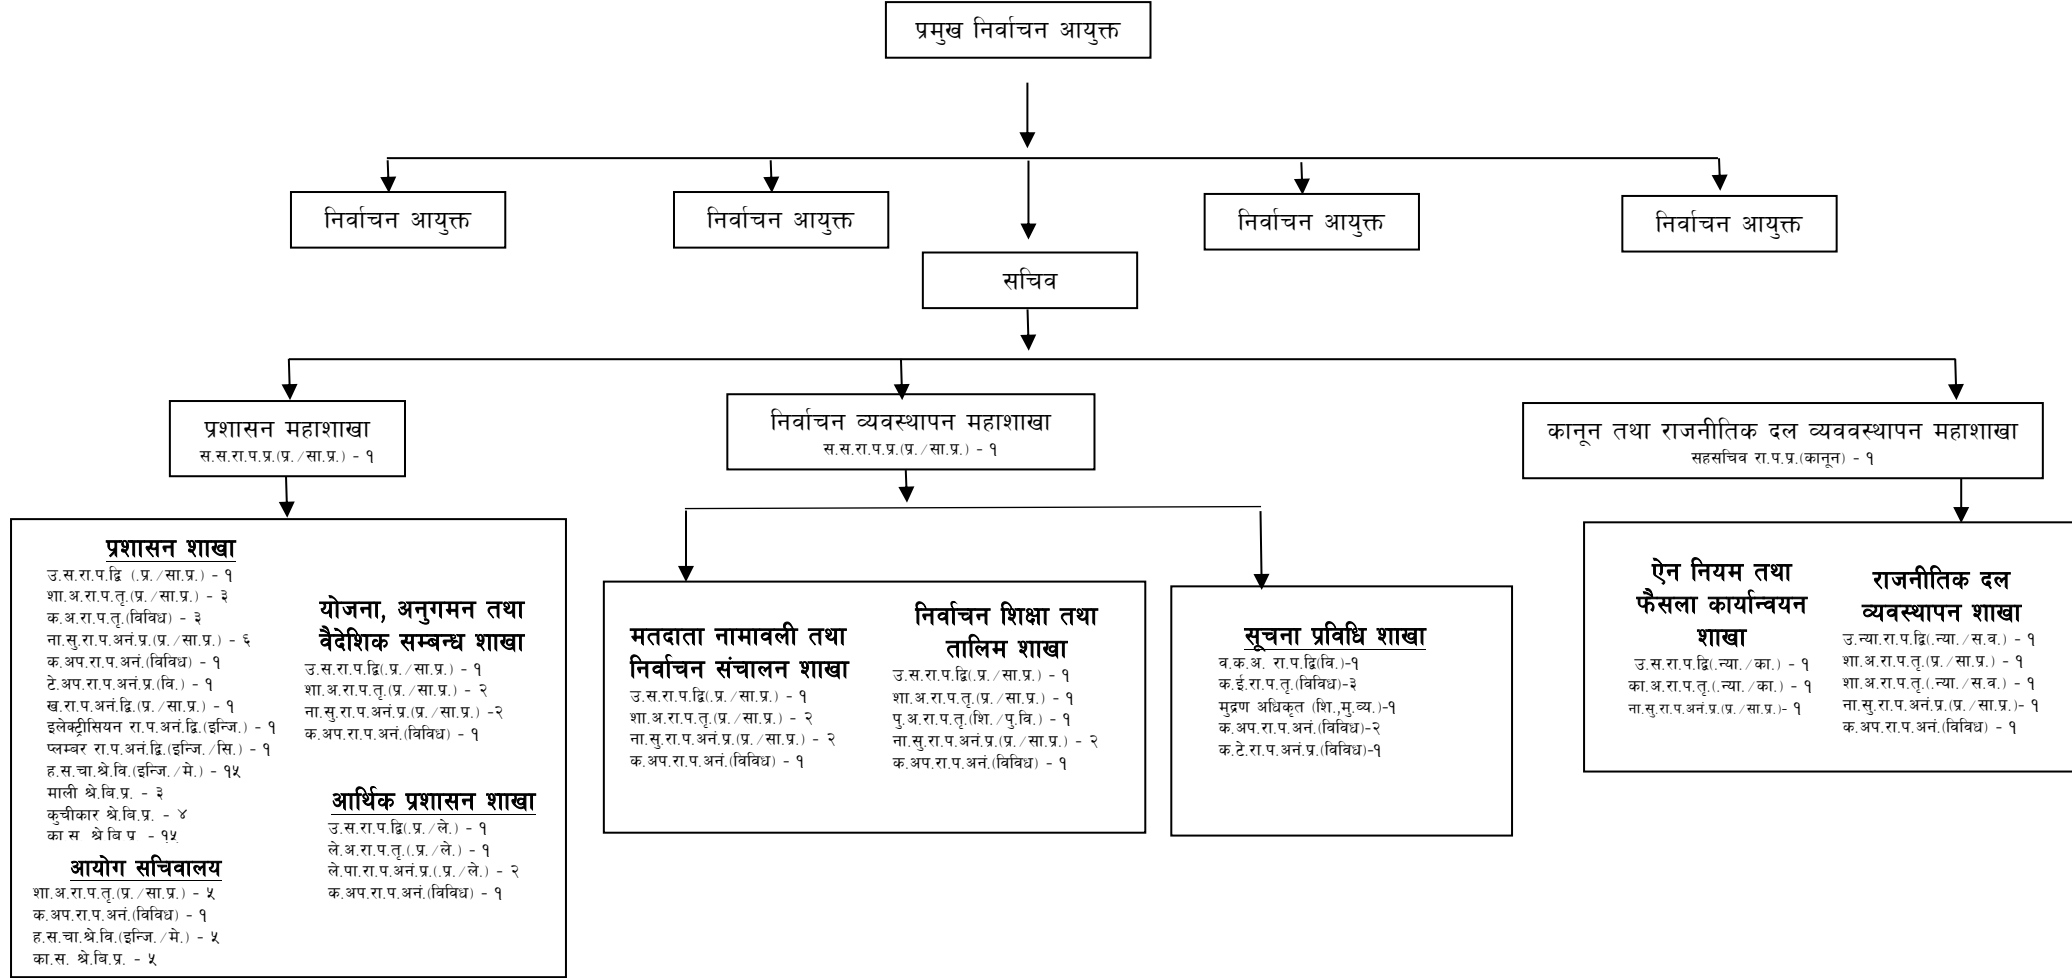 प्रमुख निर्वाचन आयुक्त
निर्वाचन आयुक्त
निर्वाचन आयुक्त
निर्वाचन आयुक्त
निर्वाचन आयुक्त
सचिव
प्रशासन महाशाखा
स.स.रा.प.प्र.(प्र./सा.प्र.) - १
निर्वाचन व्यवस्थापन महाशाखा
स.स.रा.प.प्र.(प्र./सा.प्र.) - १
कानून तथा राजनीतिक दल व्यववस्थापन महाशाखा
सहसचिव रा.प.प्र.(कानून) - १
प्रशासन शाखा
उ.स.रा.प.द्वि (.प्र./सा.प्र.) - १
शा.अ.रा.प.तृ.(प्र./सा.प्र.) - ३
क.अ.रा.प.तृ.(विविध) - ३
ना.सु.रा.प.अनं.प्र.(प्र./सा.प्र.) - ६
क.अप.रा.प.अनं.(विविध) - १
टे.अप.रा.प.अनं.प्र.(वि.) - १
ख.रा.प.अनं.द्वि.(प्र./सा.प्र.) - १
इलेक्ट्रीसियन रा.प.अनं.द्वि.(इन्जि.) - १
प्लम्बर रा.प.अनं.द्वि.(इन्जि./सि.) - १
ह.स.चा.श्रे.वि.(इन्जि./मे.) - १५
माली श्रे.बि.प्र. - ३
कुचीकार श्रे.बि.प्र. - ४
का स श्रे बि प्र - १५
आयोग सचिवालय
शा.अ.रा.प.तृ.(प्र./सा.प्र.) - ५
क.अप.रा.प.अनं.(विविध) - १
ह.स.चा.श्रे.वि.(इन्जि./मे.) - ५
का.स. श्रे.बि.प्र. - ५
योजना, अनुगमन तथा
वैदेशिक सम्बन्ध शाखा
उ.स.रा.प.द्वि(.प्र./सा.प्र.) - १
शा.अ.रा.प.तृ.(प्र./सा.प्र.) - २
ना.सु.रा.प.अनं.प्र.(प्र./सा.प्र.) -२
क.अप.रा.प.अनं.(विविध) - १
आर्थिक प्रशासन शाखा
उ.स.रा.प.द्वि(.प्र./ले.) - १
ले.अ.रा.प.तृ.(.प्र./ले.) - १
ले.पा.रा.प.अनं.प्र.(.प्र./ले.) - २
क.अप.रा.प.अनं.(विविध) - १
मतदाता नामावली तथा
निर्वाचन संचालन शाखा
उ.स.रा.प.द्वि(.प्र./सा.प्र.) - १
शा.अ.रा.प.तृ.(प्र./सा.प्र.) - २
ना.सु.रा.प.अनं.प्र.(प्र./सा.प्र.) - २
क.अप.रा.प.अनं.(विविध) - १
निर्वाचन शिक्षा तथा
तालिम शाखा
उ.स.रा.प.द्वि(.प्र./सा.प्र.) - १
शा.अ.रा.प.तृ.(प्र./सा.प्र.) - १
पु.अ.रा.प.तृ(शि./पु.वि.) - १
ना.सु.रा.प.अनं.प्र.(प्र./सा.प्र.) - २
क.अप.रा.प.अनं.(विविध) - १
सूचना प्रविधि शाखा
व.क.अ. रा.प.द्वि(वि.)-१
क.ई.रा.प.तृ.(विविध)-३
मुद्रण अधिकृत (शि.,मु.व्य.)-१
क.अप.रा.प.अनं.(विविध)-२
क.टे.रा.प.अनं.प्र.(विविध)-१
ऐन नियम तथा
फैसला कार्यान्वयन
शाखा
उ.स.रा.प.द्वि(.न्या./का.) - १
का.अ.रा.प.तृ.(.न्या./का.) - १
ना.सु.रा.प.अनं.प्र.(प्र./सा.प्र.)- १
राजनीतिक दल
व्यवस्थापन शाखा
उ.न्या.रा.प.द्वि(.न्या./स.व.) - १
शा.अ.रा.प.तृ.(प्र./सा.प्र.) - १
शा.अ.रा.प.तृ.(.न्या./स.व.) - १
ना.सु.रा.प.अनं.प्र.(प्र./सा.प्र.)- १
क.अप.रा.प.अनं.(विविध) - १